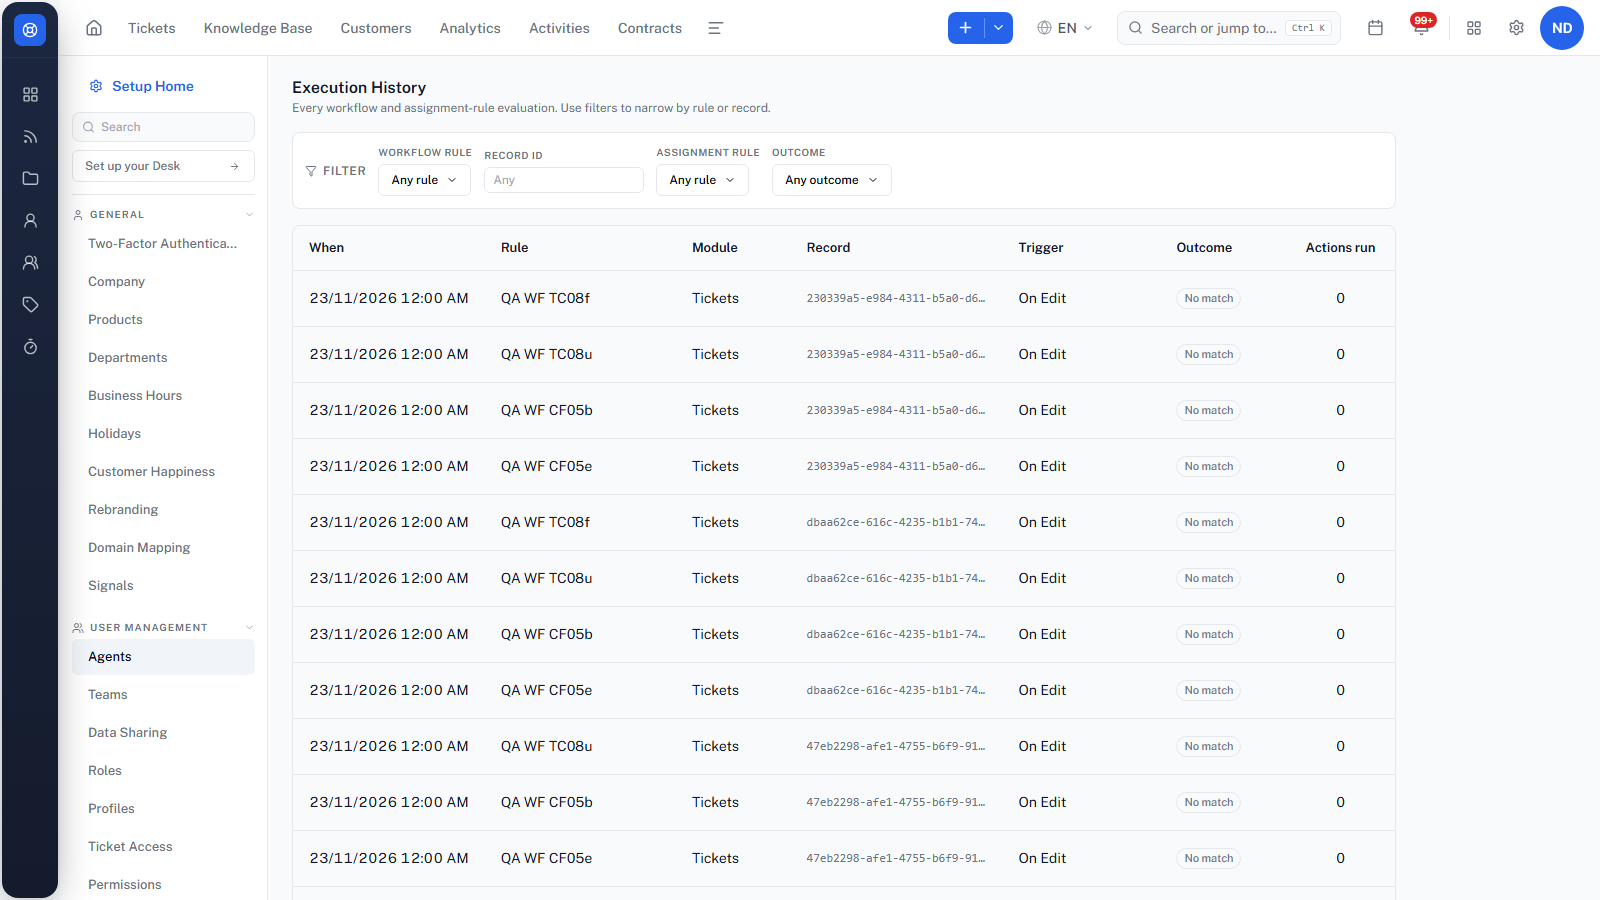 Tickets
Knowledge Base
Customers
Analytics
Activities
Contracts
EN
Search or jump to...
Ctrl K
99+
ND
Setup Home
Search
Set up your Desk
GENERAL
Two-Factor Authentica...
Company
Products
Departments
Business Hours
Holidays
Customer Happiness
Rebranding
Domain Mapping
Signals
USER MANAGEMENT
Agents
Teams
Data Sharing
Roles
Profiles
Ticket Access
Permissions
Execution History
Every workflow and assignment-rule evaluation. Use filters to narrow by rule or record.
FILTER
WORKFLOW RULE
Any rule
RECORD ID
Any
ASSIGNMENT RULE
Any rule
OUTCOME
Any outcome
When Rule Module Record Trigger Outcome Actions run
23/11/2026 12:00 AM QA WF TC08f Tickets 230339a5-e984-4311-b5a0-d6… On Edit No match 0
23/11/2026 12:00 AM QA WF TC08u Tickets 230339a5-e984-4311-b5a0-d6… On Edit No match 0
23/11/2026 12:00 AM QA WF CF05b Tickets 230339a5-e984-4311-b5a0-d6… On Edit No match 0
23/11/2026 12:00 AM QA WF CF05e Tickets 230339a5-e984-4311-b5a0-d6… On Edit No match 0
23/11/2026 12:00 AM QA WF TC08f Tickets dbaa62ce-616c-4235-b1b1-74… On Edit No match 0
23/11/2026 12:00 AM QA WF TC08u Tickets dbaa62ce-616c-4235-b1b1-74… On Edit No match 0
23/11/2026 12:00 AM QA WF CF05b Tickets dbaa62ce-616c-4235-b1b1-74… On Edit No match 0
23/11/2026 12:00 AM QA WF CF05e Tickets dbaa62ce-616c-4235-b1b1-74… On Edit No match 0
23/11/2026 12:00 AM QA WF TC08u Tickets 47eb2298-afe1-4755-b6f9-91… On Edit No match 0
23/11/2026 12:00 AM QA WF CF05b Tickets 47eb2298-afe1-4755-b6f9-91… On Edit No match 0
23/11/2026 12:00 AM QA WF CF05e Tickets 47eb2298-afe1-4755-b6f9-91… On Edit No match 0